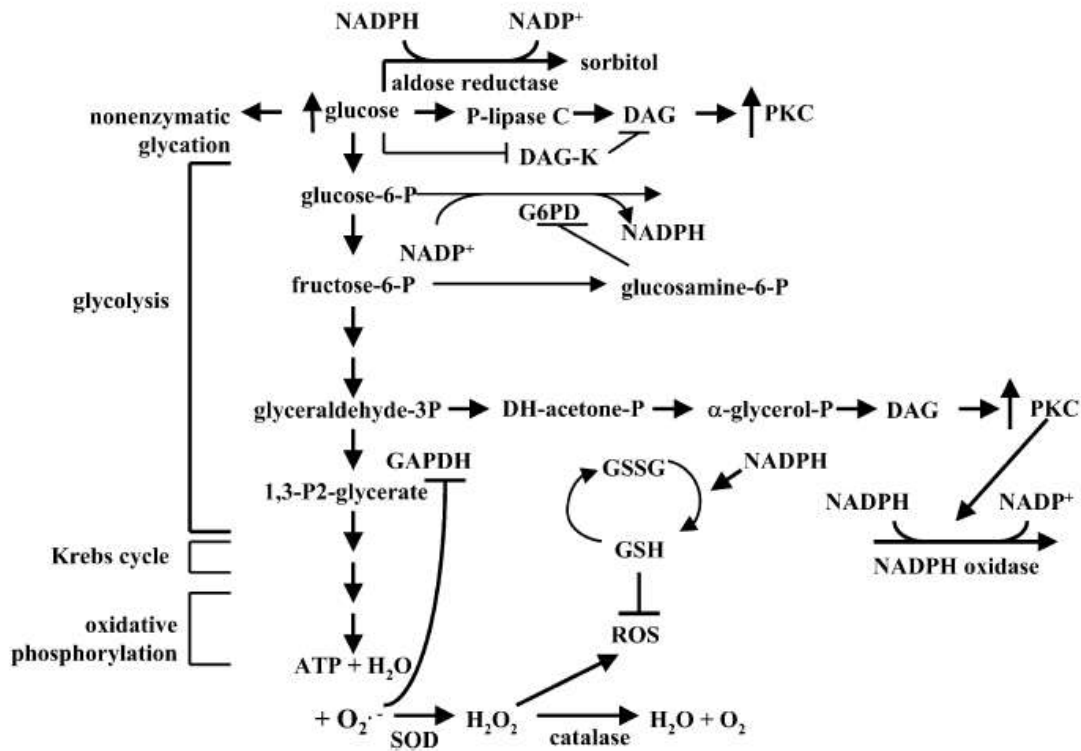 NADPH NADP⁺
sorbitol
aldose reductase
nonenzymatic
glycation
glucose P-lipase C DAG PKC
DAG-K
glucose-6-P
G6PD
NADP⁺ NADPH
fructose-6-P glucosamine-6-P
glycolysis
glyceraldehyde-3P DH-acetone-P α-glycerol-P DAG PKC
GAPDH GSSG NADPH
1,3-P2-glycerate
NADPH NADP⁺
GSH
Krebs cycle
NADPH oxidase
oxidative
phosphorylation
ROS
ATP + H₂O
+ O₂·⁻ H₂O₂ H₂O + O₂
SOD catalase